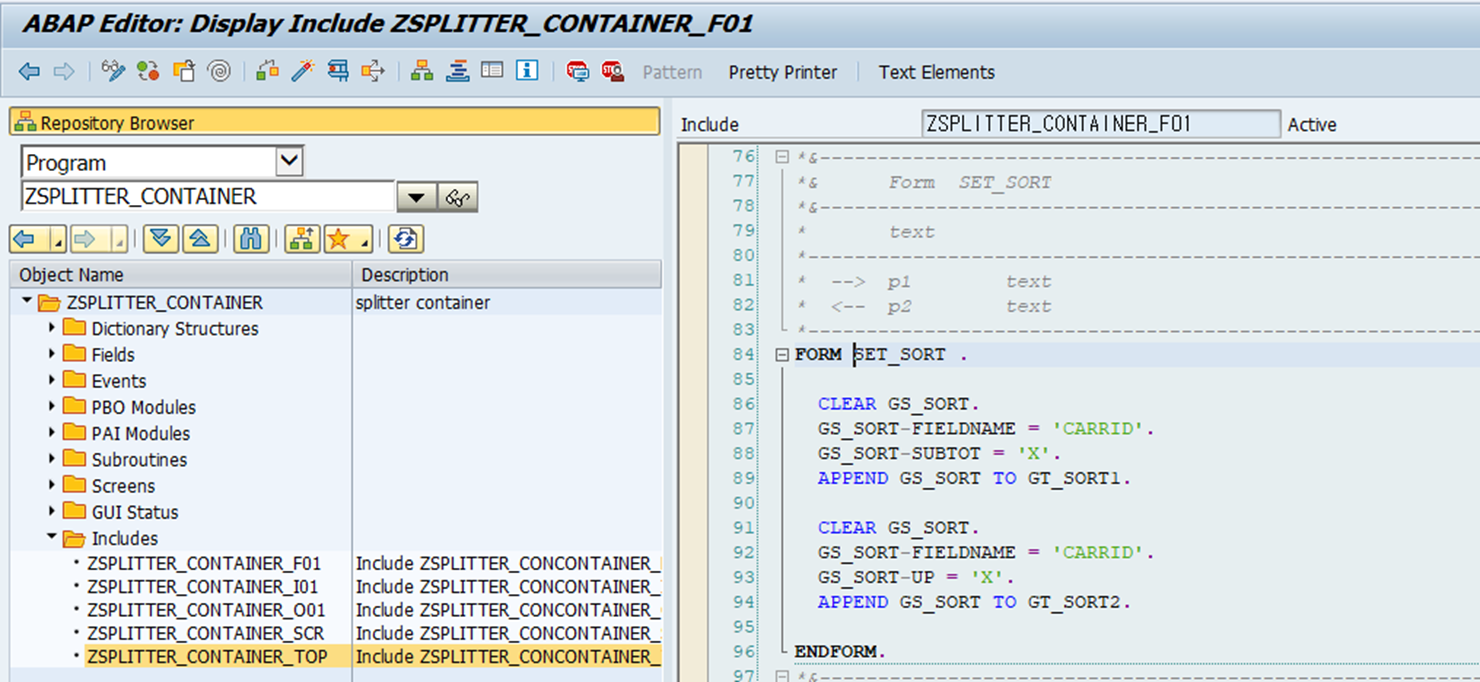 ABAP Editor: Display Include ZSPLITTER_CONTAINER_F01
Pattern Pretty Printer Text Elements
Repository Browser
Program
ZSPLITTER_CONTAINER
Object Name Description
ZSPLITTER_CONTAINER splitter container
Dictionary Structures
Fields
Events
PBO Modules
PAI Modules
Subroutines
Screens
GUI Status
Includes
ZSPLITTER_CONTAINER_F01 Include ZSPLITTER_CONCONTAINER_
ZSPLITTER_CONTAINER_I01 Include ZSPLITTER_CONCONTAINER_
ZSPLITTER_CONTAINER_O01 Include ZSPLITTER_CONCONTAINER_
ZSPLITTER_CONTAINER_SCR Include ZSPLITTER_CONCONTAINER_
ZSPLITTER_CONTAINER_TOP Include ZSPLITTER_CONCONTAINER_
Include ZSPLITTER_CONTAINER_F01 Active
76 *&---------------------------------------------------------
77 *& Form SET_SORT
78 *&---------------------------------------------------------
79 * text
80 *----------------------------------------------------------
81 * --> p1 text
82 * <-- p2 text
83 *----------------------------------------------------------
84 FORM SET_SORT .
85
86 CLEAR GS_SORT.
87 GS_SORT-FIELDNAME = 'CARRID'.
88 GS_SORT-SUBTOT = 'X'.
89 APPEND GS_SORT TO GT_SORT1.
90
91 CLEAR GS_SORT.
92 GS_SORT-FIELDNAME = 'CARRID'.
93 GS_SORT-UP = 'X'.
94 APPEND GS_SORT TO GT_SORT2.
95
96 ENDFORM.
97 *&---------------------------------------------------------